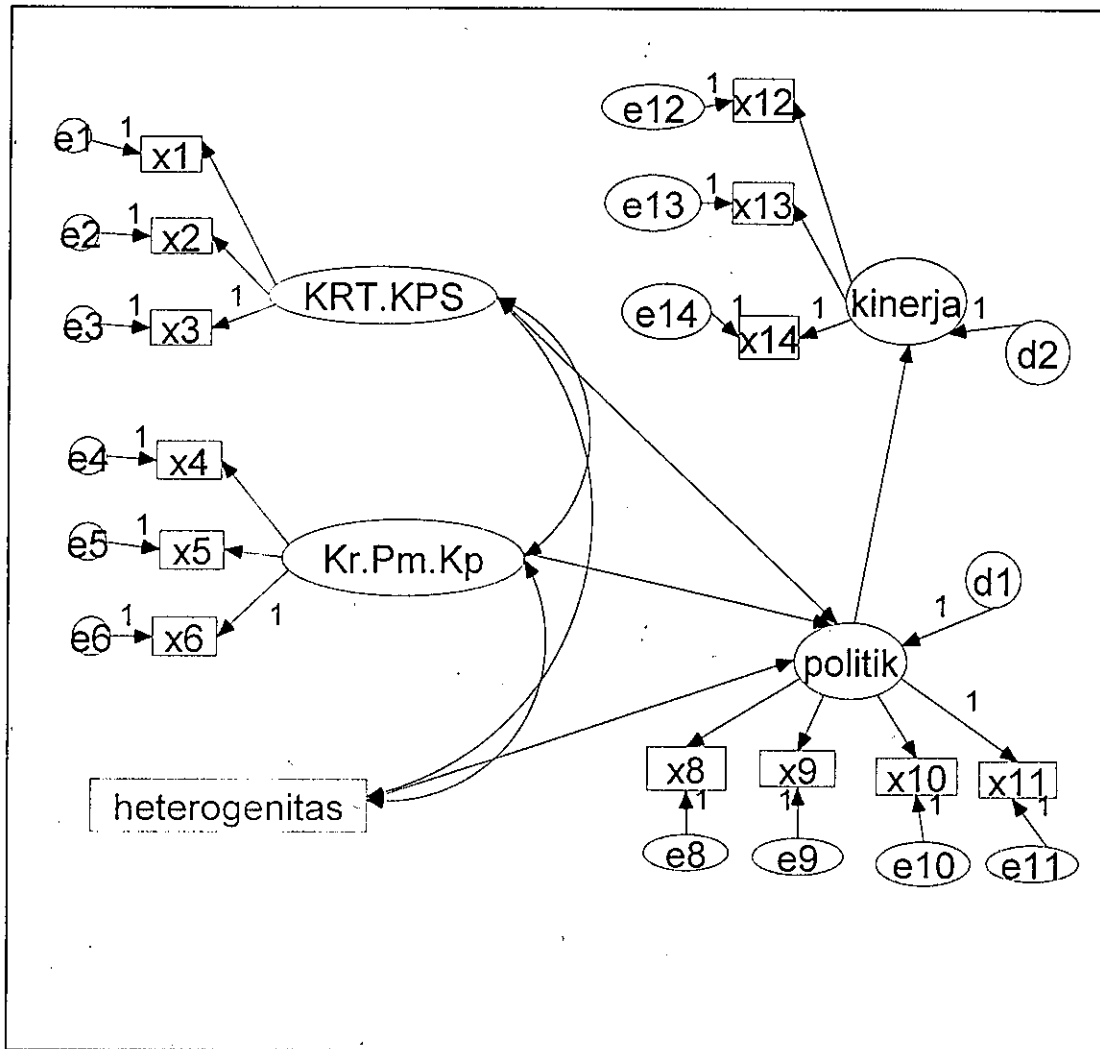 e1 1 x1
e2 1 x2
e3 1 x3 1
KRT.KPS
e4 1 x4
e5 1 x5
e6 1 x6 1
Kr.Pm.Kp
heterogenitas
e12 1 x12
e13 1 x13
e14 1 x14 1
kinerja 1
d2
d1
1
politik
1
x8 x9 x10 x11
1 1 1 1
e8 e9 e10 e11